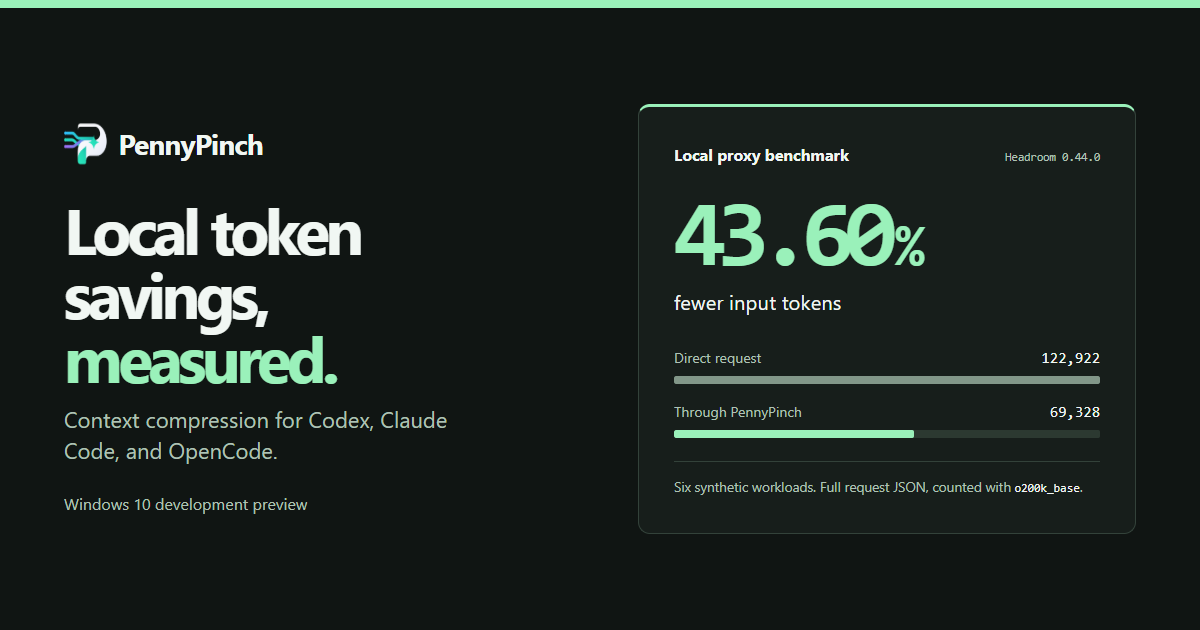 PennyPinch
Local token
savings,
measured.
Context compression for Codex, Claude
Code, and OpenCode.
Windows 10 development preview
Local proxy benchmark
Headroom 0.44.0
43.60%
fewer input tokens
Direct request
122,922
Through PennyPinch
69,328
Six synthetic workloads. Full request JSON, counted with o200k_base.